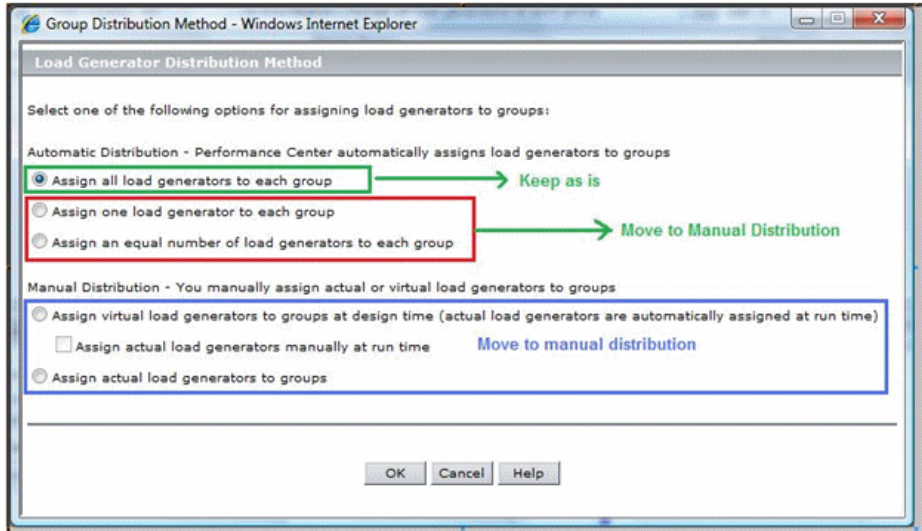 Group Distribution Method - Windows Internet Explorer
Load Generator Distribution Method
Select one of the following options for assigning load generators to groups:
Automatic Distribution - Performance Center automatically assigns load generators to groups
Assign all load generators to each group
Keep as is
Assign one load generator to each group
Assign an equal number of load generators to each group
Move to Manual Distribution
Manual Distribution - You manually assign actual or virtual load generators to groups
Assign virtual load generators to groups at design time (actual load generators are automatically assigned at run time)
Assign actual load generators manually at run time
Move to manual distribution
Assign actual load generators to groups
OK Cancel Help